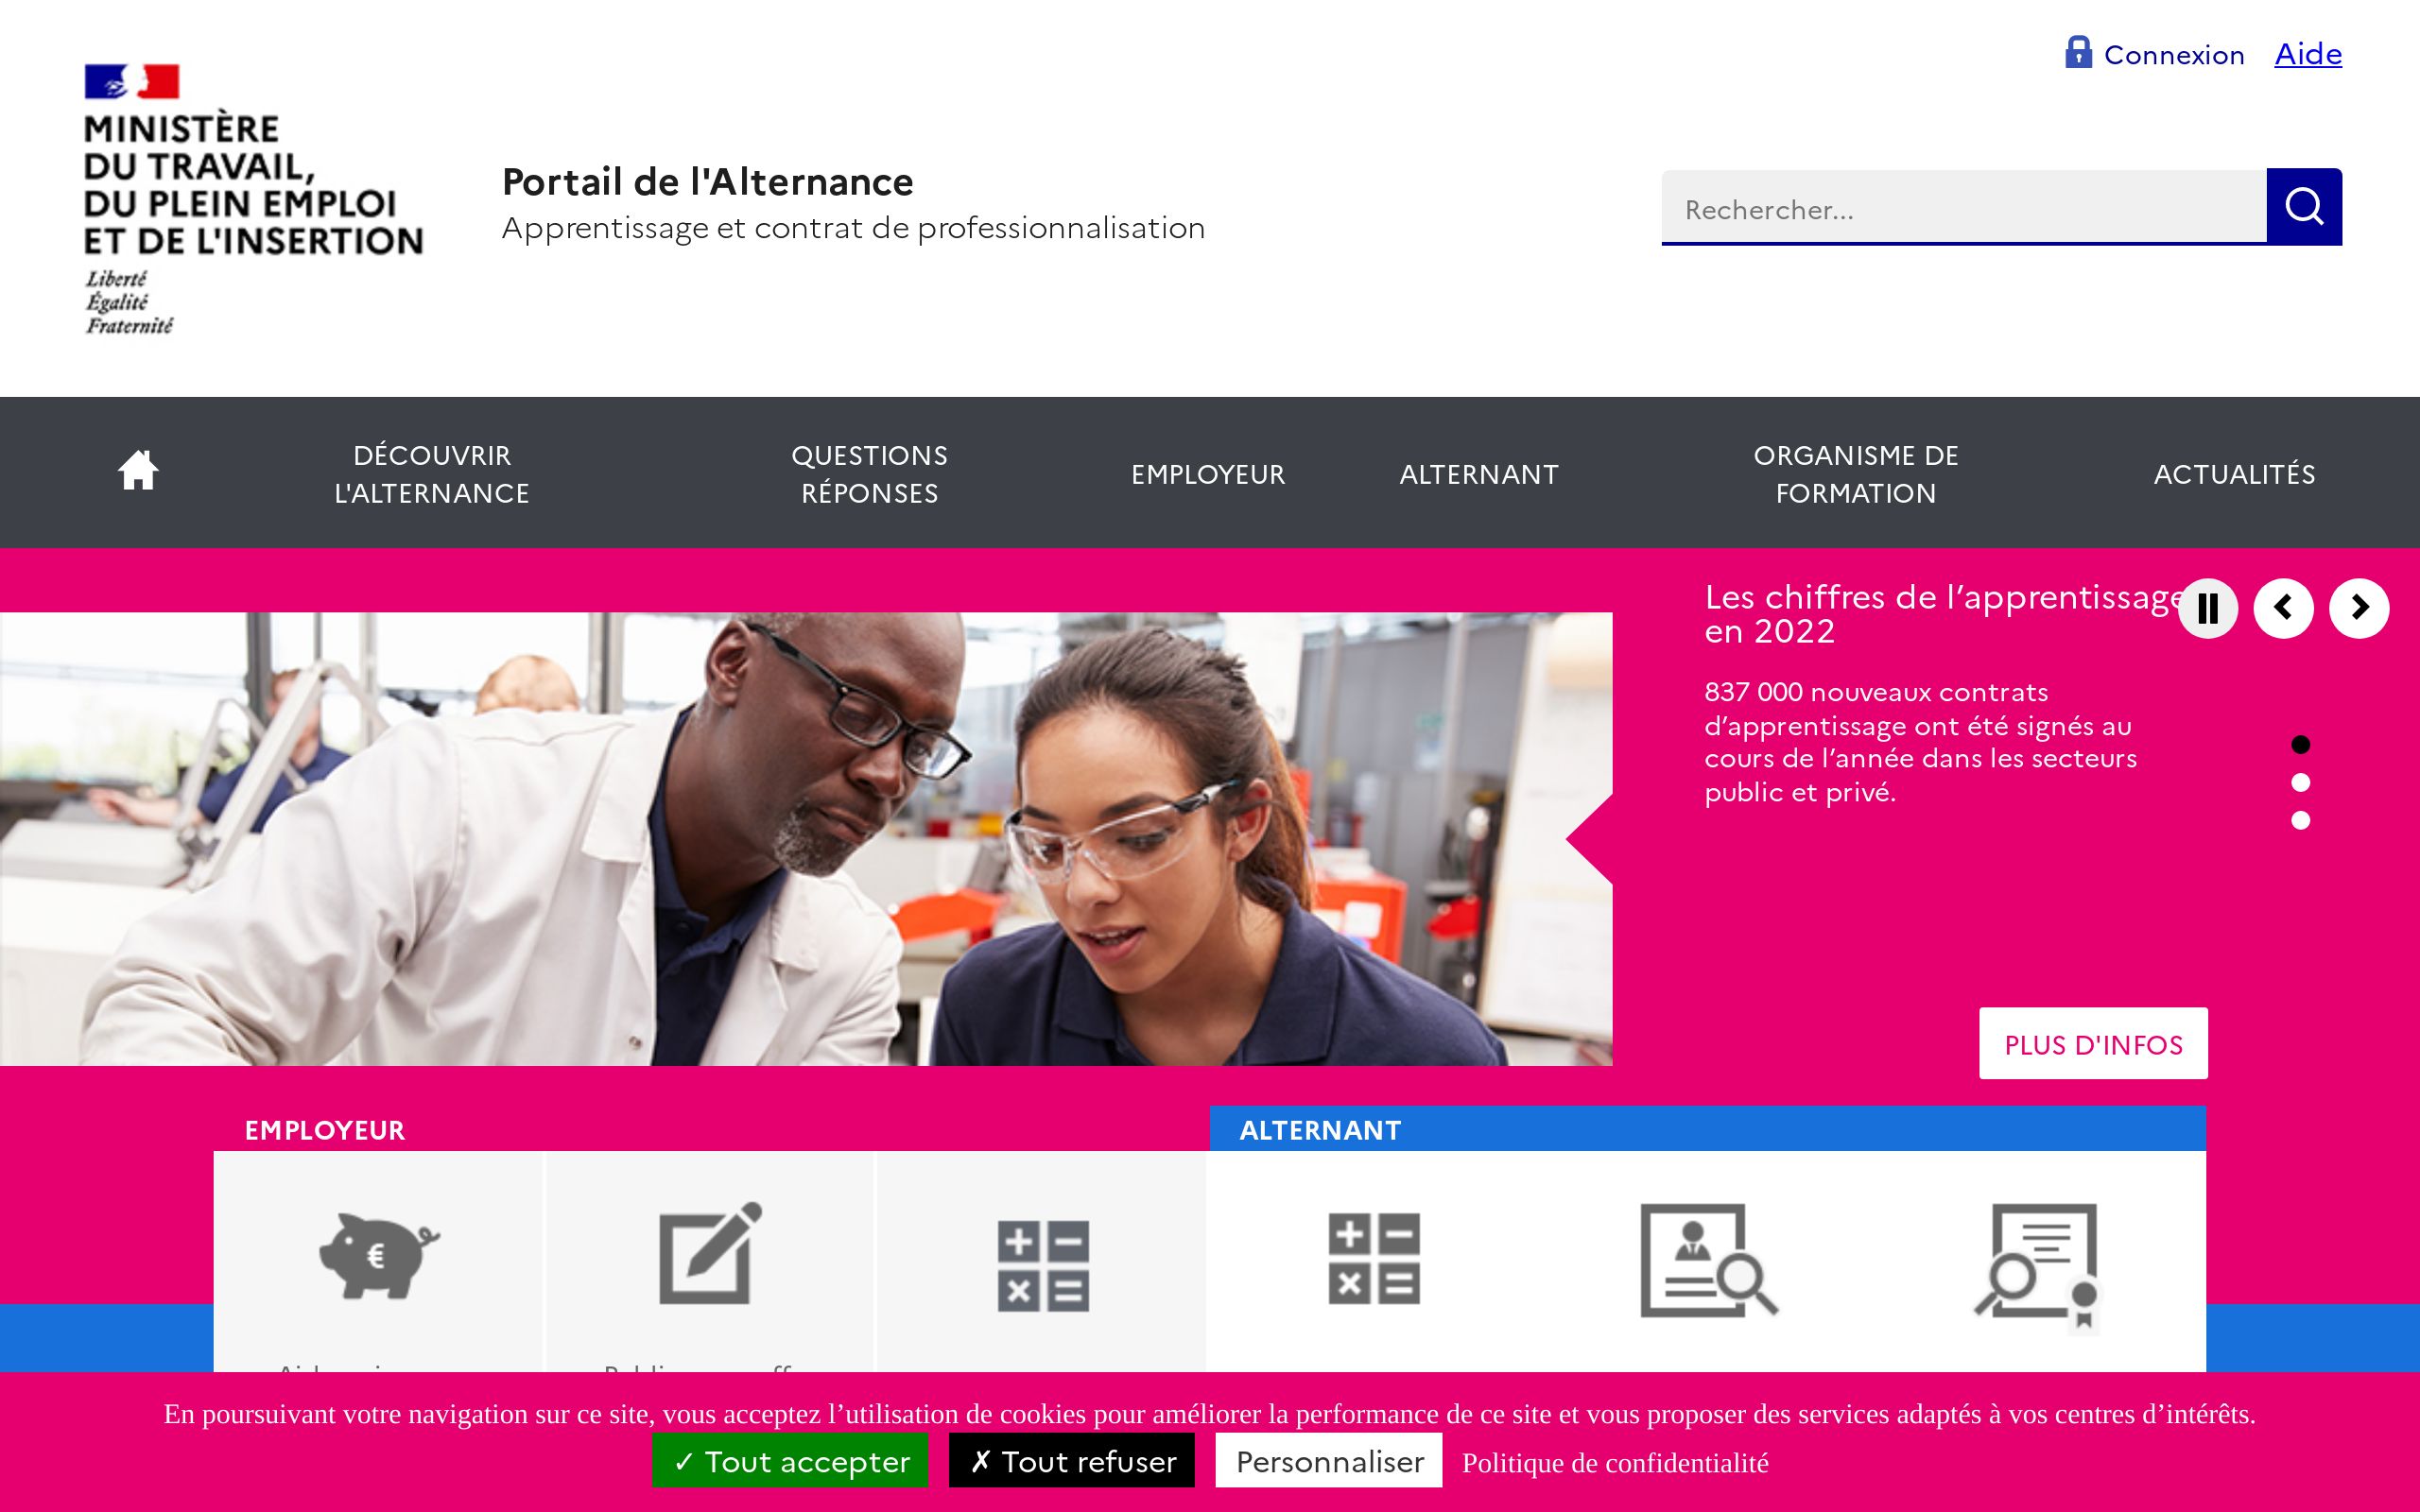 Connexion
Aide
MINISTÈRE
DU TRAVAIL,
DU PLEIN EMPLOI
ET DE L'INSERTION
Liberté
Égalité
Fraternité
Portail de l'Alternance
Apprentissage et contrat de professionnalisation
Rechercher...
DÉCOUVRIR
L'ALTERNANCE
QUESTIONS
RÉPONSES
EMPLOYEUR
ALTERNANT
ORGANISME DE
FORMATION
ACTUALITÉS
Les chiffres de l’apprentissage
en 2022
837 000 nouveaux contrats
d’apprentissage ont été signés au
cours de l’année dans les secteurs
public et privé.
PLUS D'INFOS
EMPLOYEUR
ALTERNANT
En poursuivant votre navigation sur ce site, vous acceptez l’utilisation de cookies pour améliorer la performance de ce site et vous proposer des services adaptés à vos centres d’intérêts.
✓ Tout accepter
✗ Tout refuser
Personnaliser
Politique de confidentialité